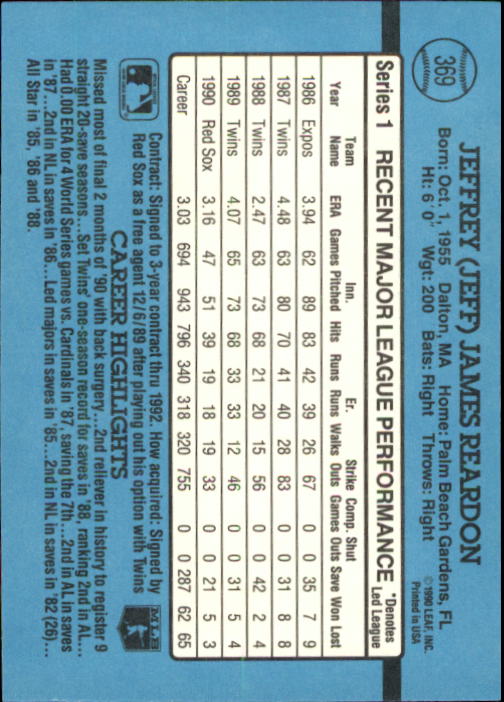 369
JEFFREY (JEFF) JAMES REARDON
Born: Oct. 1, 1955 Dalton, MA Home: Palm Beach Gardens, FL
Ht: 6' 0" Wgt: 200 Bats: Right Throws: Right
© 1990 LEAF, INC.
Printed in USA
Series 1 RECENT MAJOR LEAGUE PERFORMANCE *Denotes
Led League
Team Inn. Er. Strike Comp. Shut
Year Name ERA Games Pitched Hits Runs Runs Walks Outs Games Outs Save Won Lost
1986 Expos 3.94 62 89 83 42 39 26 67 0 0 35 7 9
1987 Twins 4.48 63 80 70 41 40 28 83 0 0 31 8 8
1988 Twins 2.47 63 73 68 21 20 15 56 0 0 42 2 4
1989 Twins 4.07 65 73 68 33 33 12 46 0 0 31 5 4
1990 Red Sox 3.16 47 51 39 19 18 19 33 0 0 21 5 3
Career 3.03 694 943 796 340 318 320 755 0 0 287 62 65
Contract: Signed to 3-year contract thru 1992. How acquired: Signed by
Red Sox as a free agent 12/6/89 after playing out his option with Twins
MLB
CAREER HIGHLIGHTS
Missed most of final 2 months of '90 with back surgery...2nd reliever in history to register 9
straight 20-save seasons...Set Twins' one-season record for saves in '88, ranking 2nd in AL....
Had 0.00 ERA for 4 World Series games vs. Cardinals in '87, saving the 7th...2nd in AL in saves
in '87...2nd in NL in saves in '86...Led majors in saves in '85...2nd in NL in saves in '82 (26)....
All Star in '85, '86 and '88.